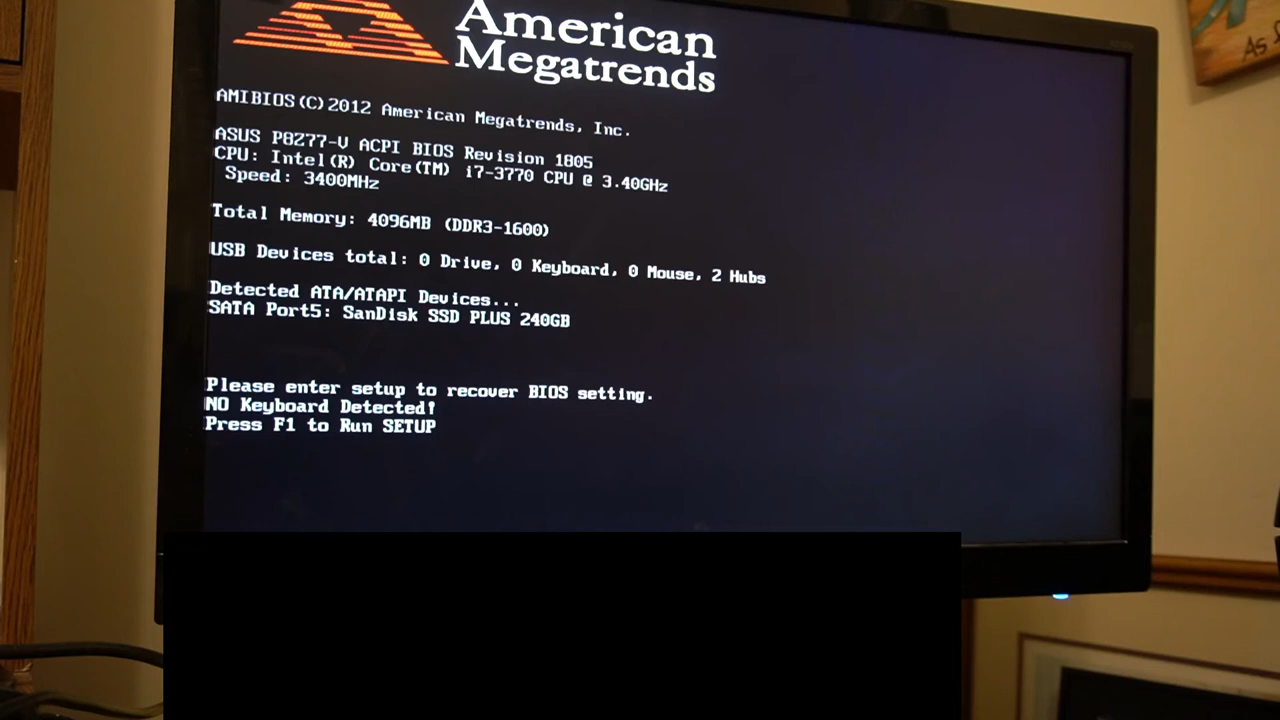 American
Megatrends
AMIBIOS(C)2012 American Megatrends, Inc.
ASUS P8Z77-V ACPI BIOS Revision 1805
CPU: Intel(R) Core(TM) i7-3770 CPU @ 3.40GHz
Speed: 3400MHz
Total Memory: 4096MB (DDR3-1600)
USB Devices total: 0 Drive, 0 Keyboard, 0 Mouse, 2 Hubs
Detected ATA/ATAPI Devices...
SATA Port5: SanDisk SSD PLUS 240GB
Please enter setup to recover BIOS setting.
NO Keyboard Detected!
Press F1 to Run SETUP
As